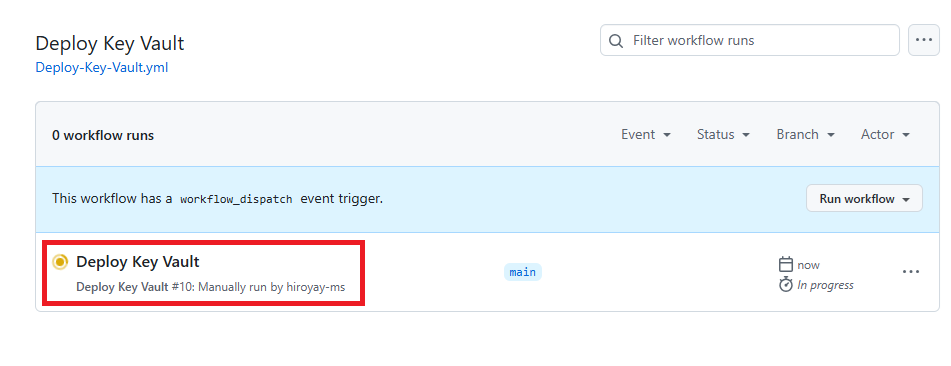 Deploy Key Vault
Deploy-Key-Vault.yml
Filter workflow runs
0 workflow runs
Event
Status
Branch
Actor
This workflow has a workflow_dispatch event trigger.
Run workflow
Deploy Key Vault
Deploy Key Vault #10: Manually run by hiroyay-ms
main
now
In progress